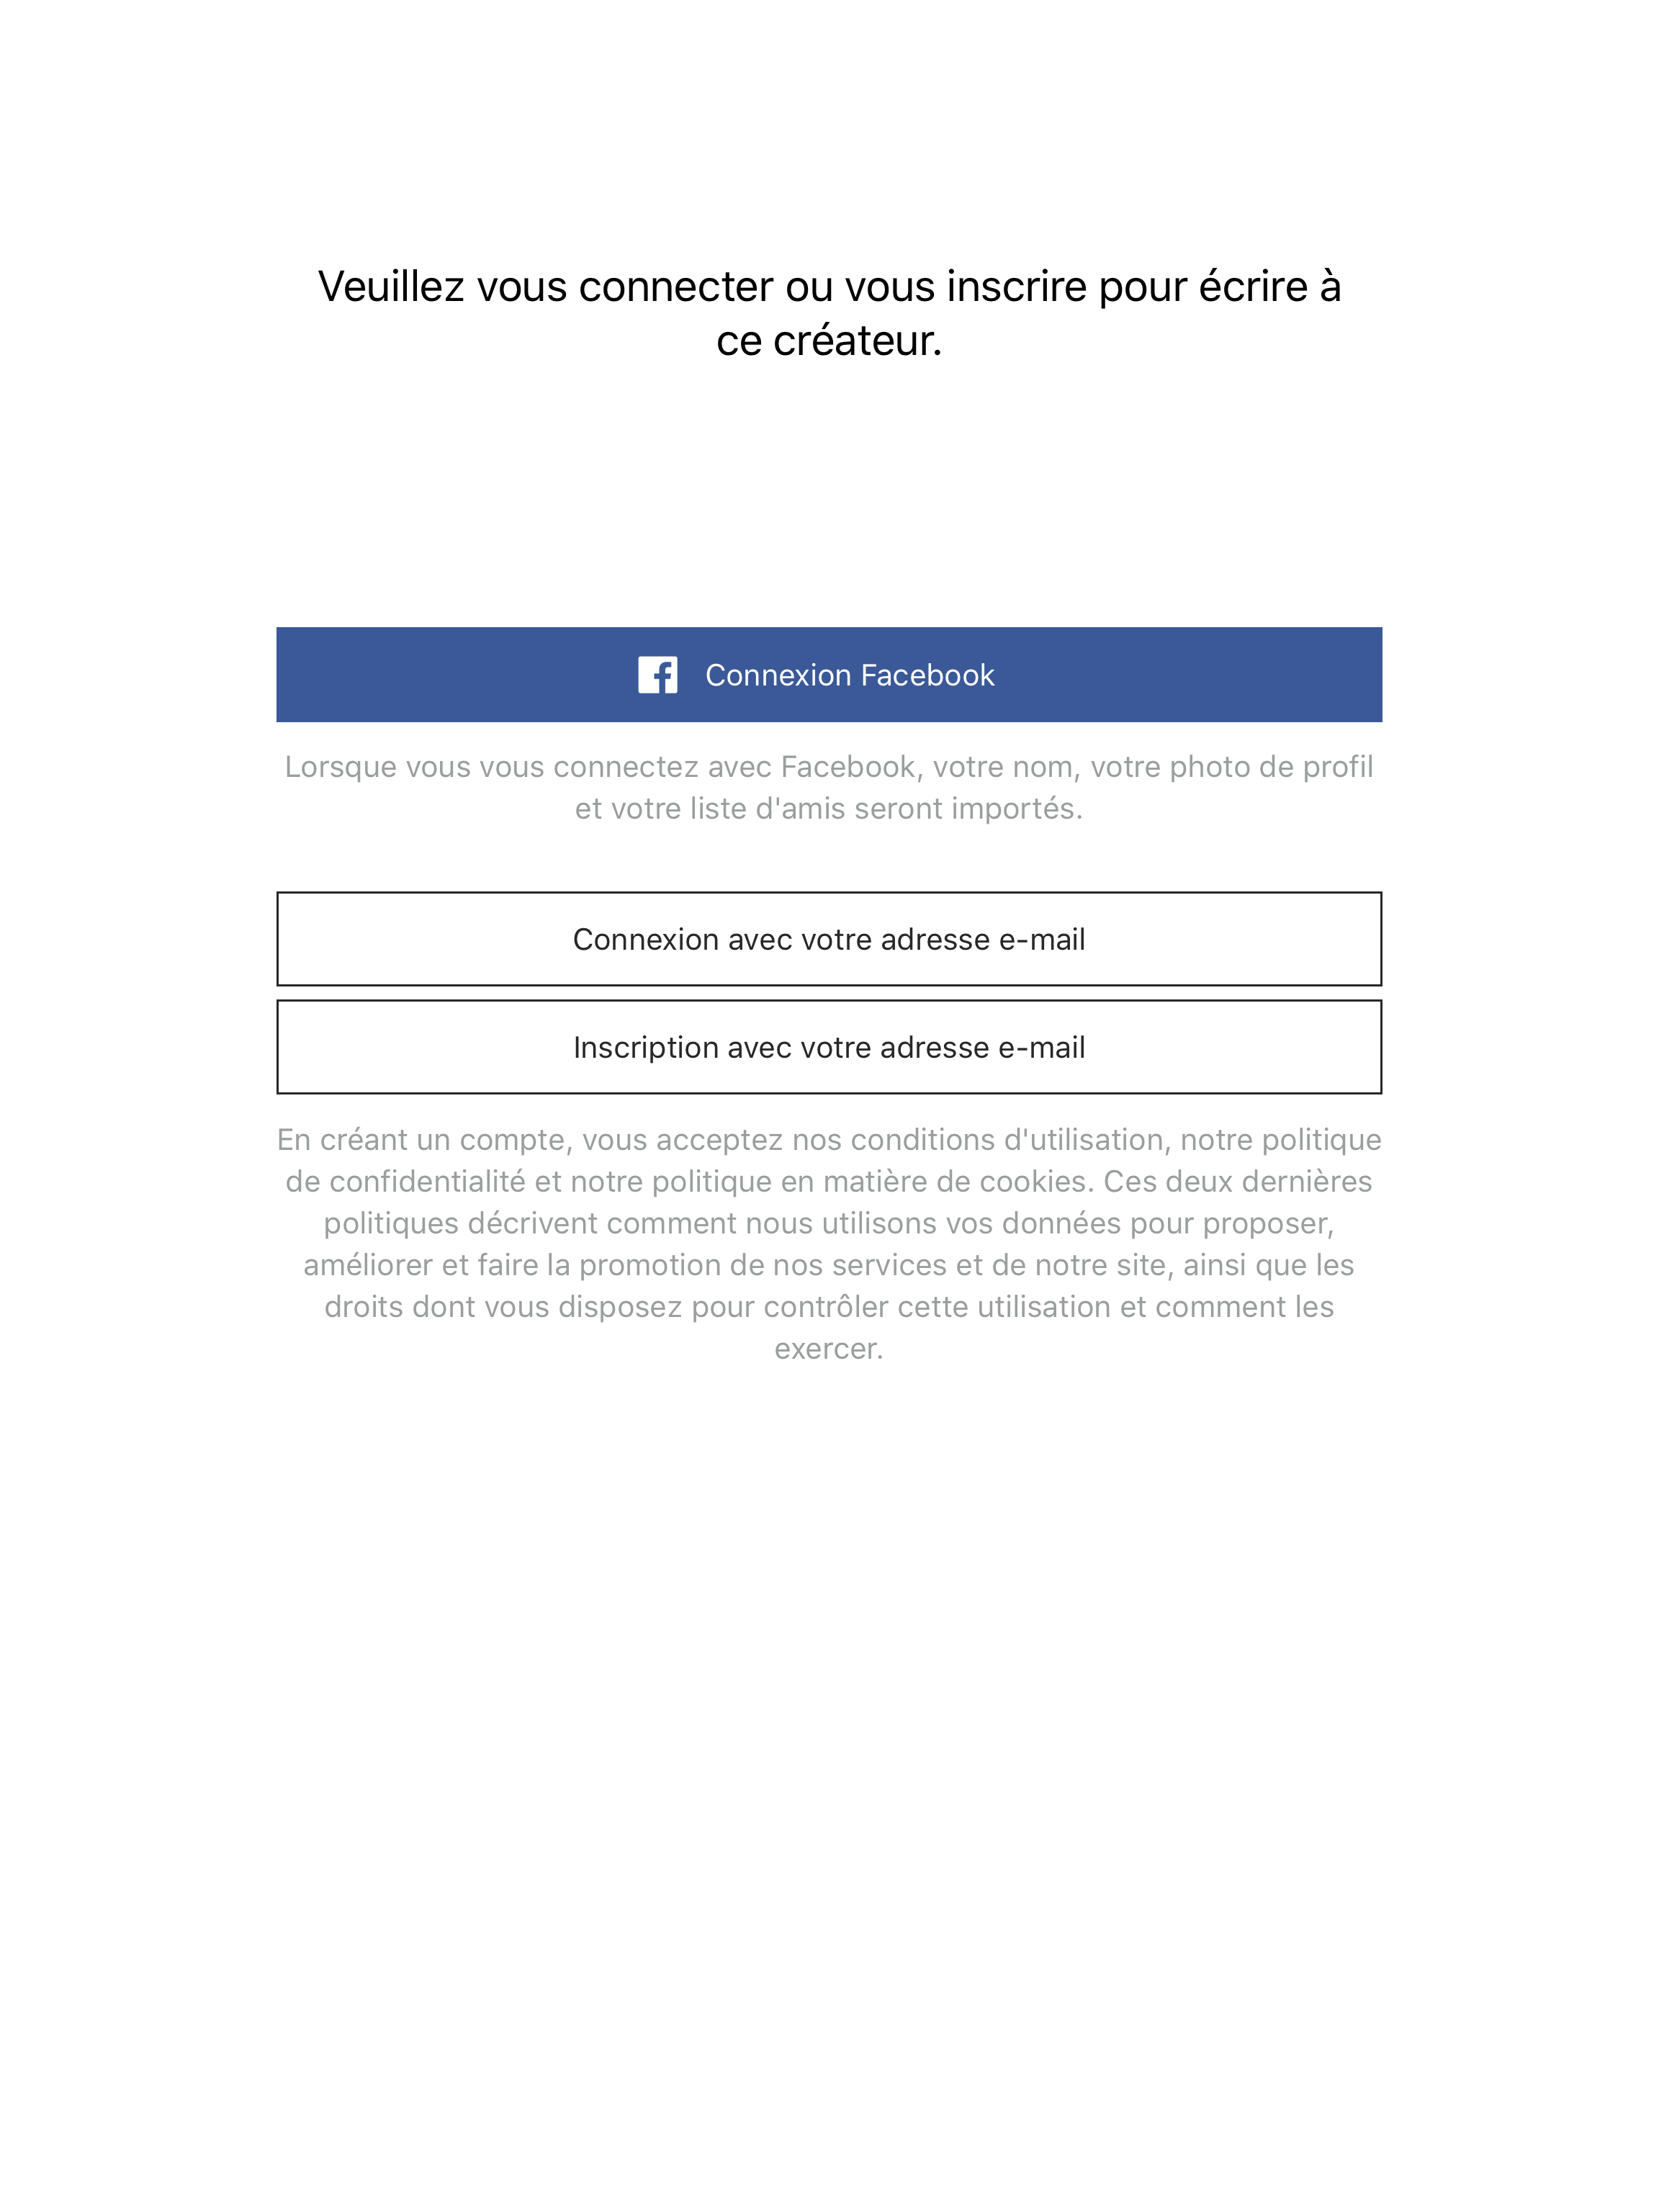 Veuillez vous connecter ou vous inscrire pour écrire à
ce créateur.
Connexion Facebook
Lorsque vous vous connectez avec Facebook, votre nom, votre photo de profil
et votre liste d'amis seront importés.
Connexion avec votre adresse e-mail
Inscription avec votre adresse e-mail
En créant un compte, vous acceptez nos conditions d'utilisation, notre politique
de confidentialité et notre politique en matière de cookies. Ces deux dernières
politiques décrivent comment nous utilisons vos données pour proposer,
améliorer et faire la promotion de nos services et de notre site, ainsi que les
droits dont vous disposez pour contrôler cette utilisation et comment les
exercer.